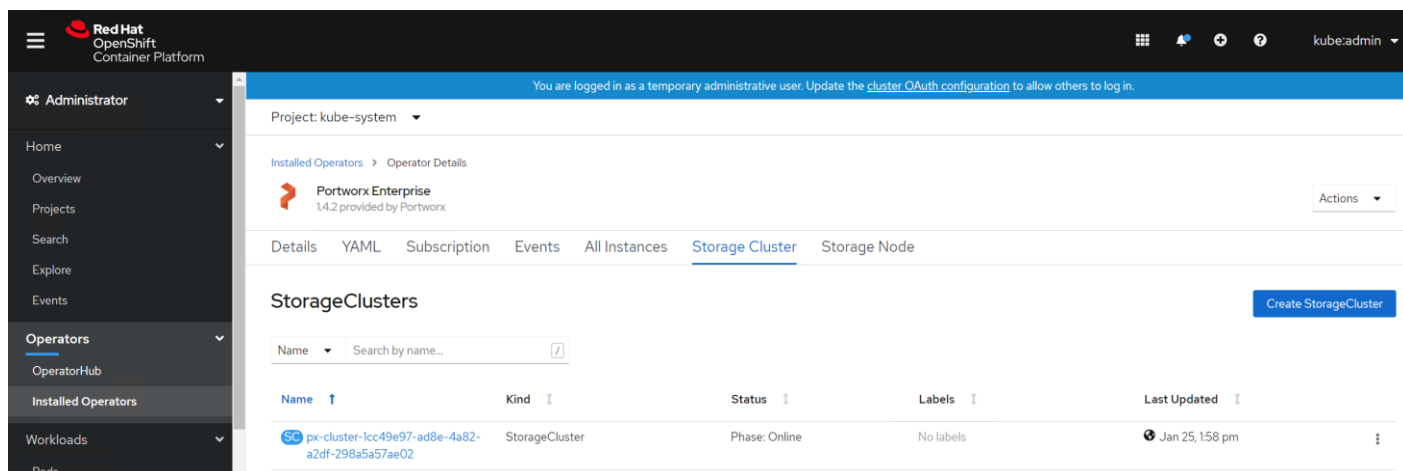 Red Hat
OpenShift
Container Platform
kube:admin
Administrator
You are logged in as a temporary administrative user. Update the cluster OAuth configuration to allow others to log in.
Project: kube-system
Home
Installed Operators > Operator Details
Overview
Portworx Enterprise
1.4.2 provided by Portworx
Actions
Projects
Search
Details YAML Subscription Events All Instances Storage Cluster Storage Node
Explore
Events
StorageClusters
Create StorageCluster
Operators
Name Search by name... /
OperatorHub
Installed Operators
Name Kind Status Labels Last Updated
Workloads
SC px-cluster-1cc49e97-ad8e-4a82- StorageCluster Phase: Online No labels Jan 25, 1:58 pm
a2df-298a5a57ae02
Pods